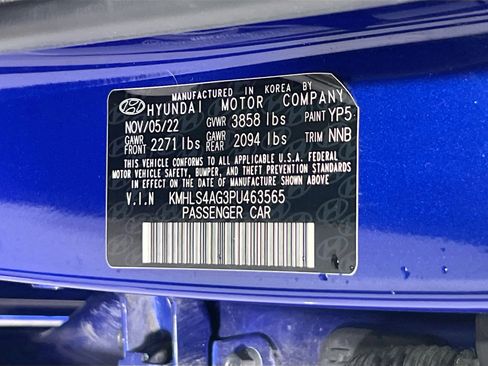 MANUFACTURED IN KOREA BY
HYUNDAI MOTOR COMPANY
NOV/05/22 GVWR 3858 lbs PAINT YP5
GAWR FRONT 2271 lbs GAWR REAR 2094 lbs TRIM NNB
THIS VEHICLE CONFORMS TO ALL APPLICABLE U.S.A. FEDERAL
MOTOR VEHICLE SAFETY, BUMPER, AND THEFT PREVENTION STANDARDS
IN EFFECT ON THE DATE OF MANUFACTURE SHOWN ABOVE.
V.I.N KMHLS4AG3PU463565
PASSENGER CAR